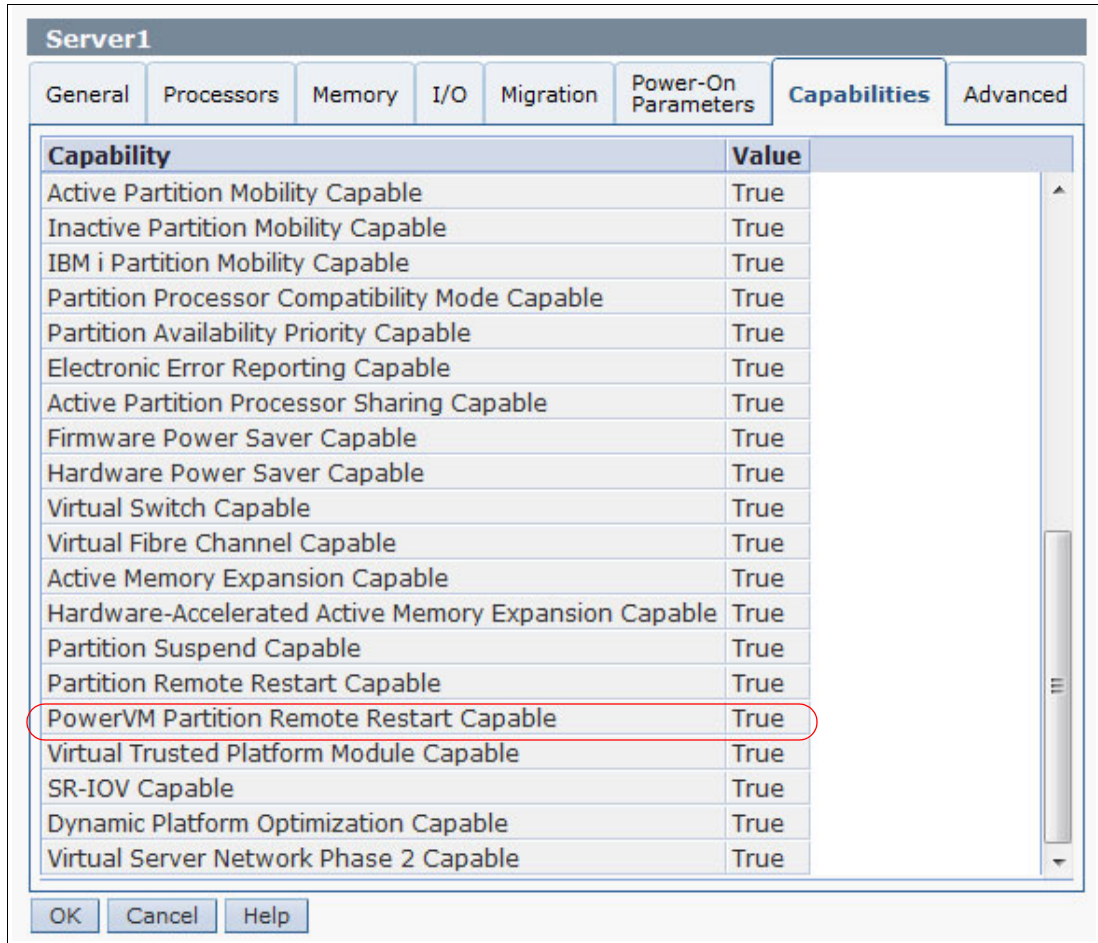 Server1
General Processors Memory I/O Migration Power-On Parameters Capabilities Advanced
Capability Value
Active Partition Mobility Capable True
Inactive Partition Mobility Capable True
IBM i Partition Mobility Capable True
Partition Processor Compatibility Mode Capable True
Partition Availability Priority Capable True
Electronic Error Reporting Capable True
Active Partition Processor Sharing Capable True
Firmware Power Saver Capable True
Hardware Power Saver Capable True
Virtual Switch Capable True
Virtual Fibre Channel Capable True
Active Memory Expansion Capable True
Hardware-Accelerated Active Memory Expansion Capable True
Partition Suspend Capable True
Partition Remote Restart Capable True
PowerVM Partition Remote Restart Capable True
Virtual Trusted Platform Module Capable True
SR-IOV Capable True
Dynamic Platform Optimization Capable True
Virtual Server Network Phase 2 Capable True
OK Cancel Help